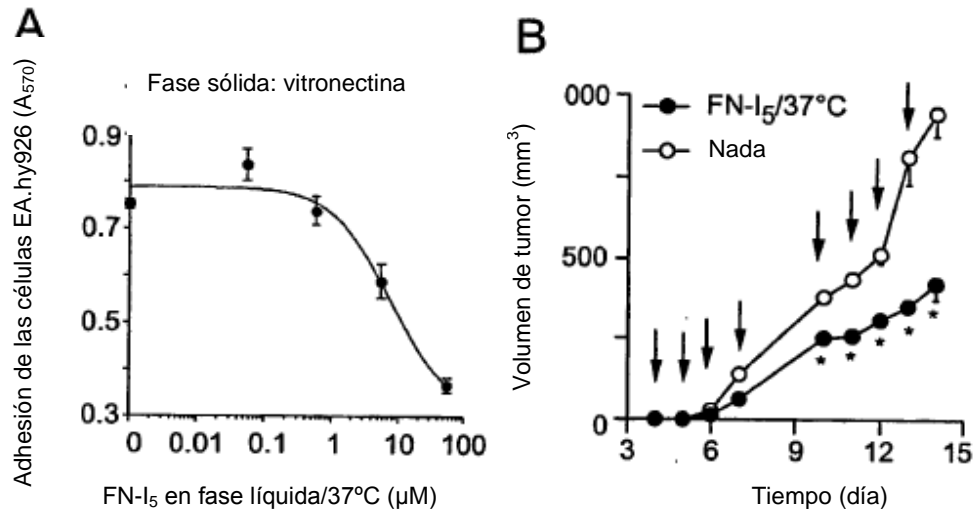 A
Fase sólida: vitronectina
Adhesión de las células EA.hy926 (A570)
0.9
0.7
0.5
0.3
0 0.01 0.1 1 10 100
FN-I5 en fase líquida/37ºC (µM)
B
FN-I5/37°C
Nada
Volumen de tumor (mm3)
000
500
0
3 6 9 12 15
* * * * *
Tiempo (día)